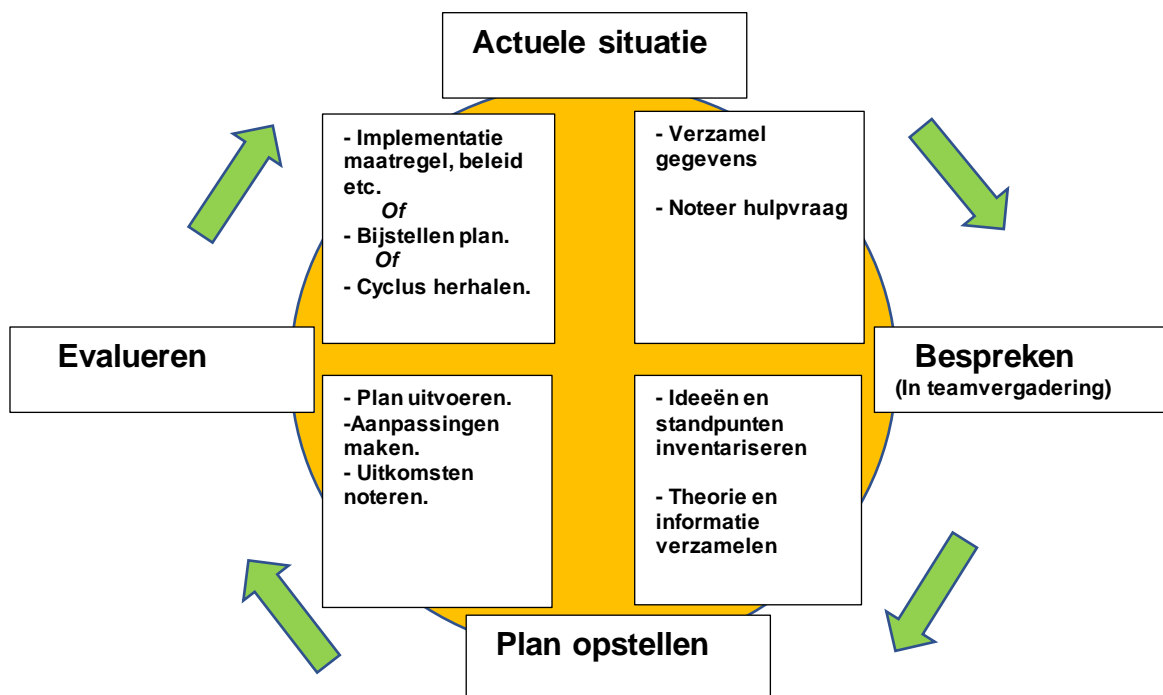 Actuele situatie
- Implementatie
maatregel, beleid
etc.
Of
- Bijstellen plan.
Of
- Cyclus herhalen.
- Verzamel
gegevens
- Noteer hulpvraag
Evalueren
Bespreken
(In teamvergadering)
- Plan uitvoeren.
-Aanpassingen
maken.
- Uitkomsten
noteren.
- Ideeën en
standpunten
inventariseren
- Theorie en
informatie
verzamelen
Plan opstellen